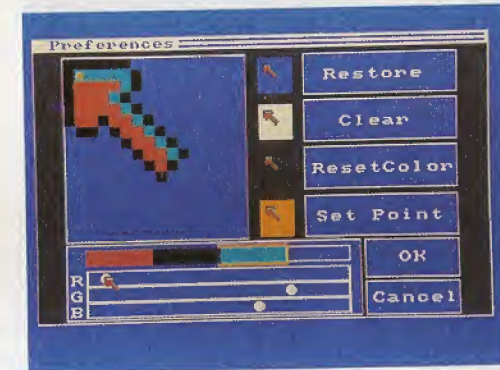 Preferences
Restore
Clear
ResetColor
Set Point
OK
Cancel
R
G
B